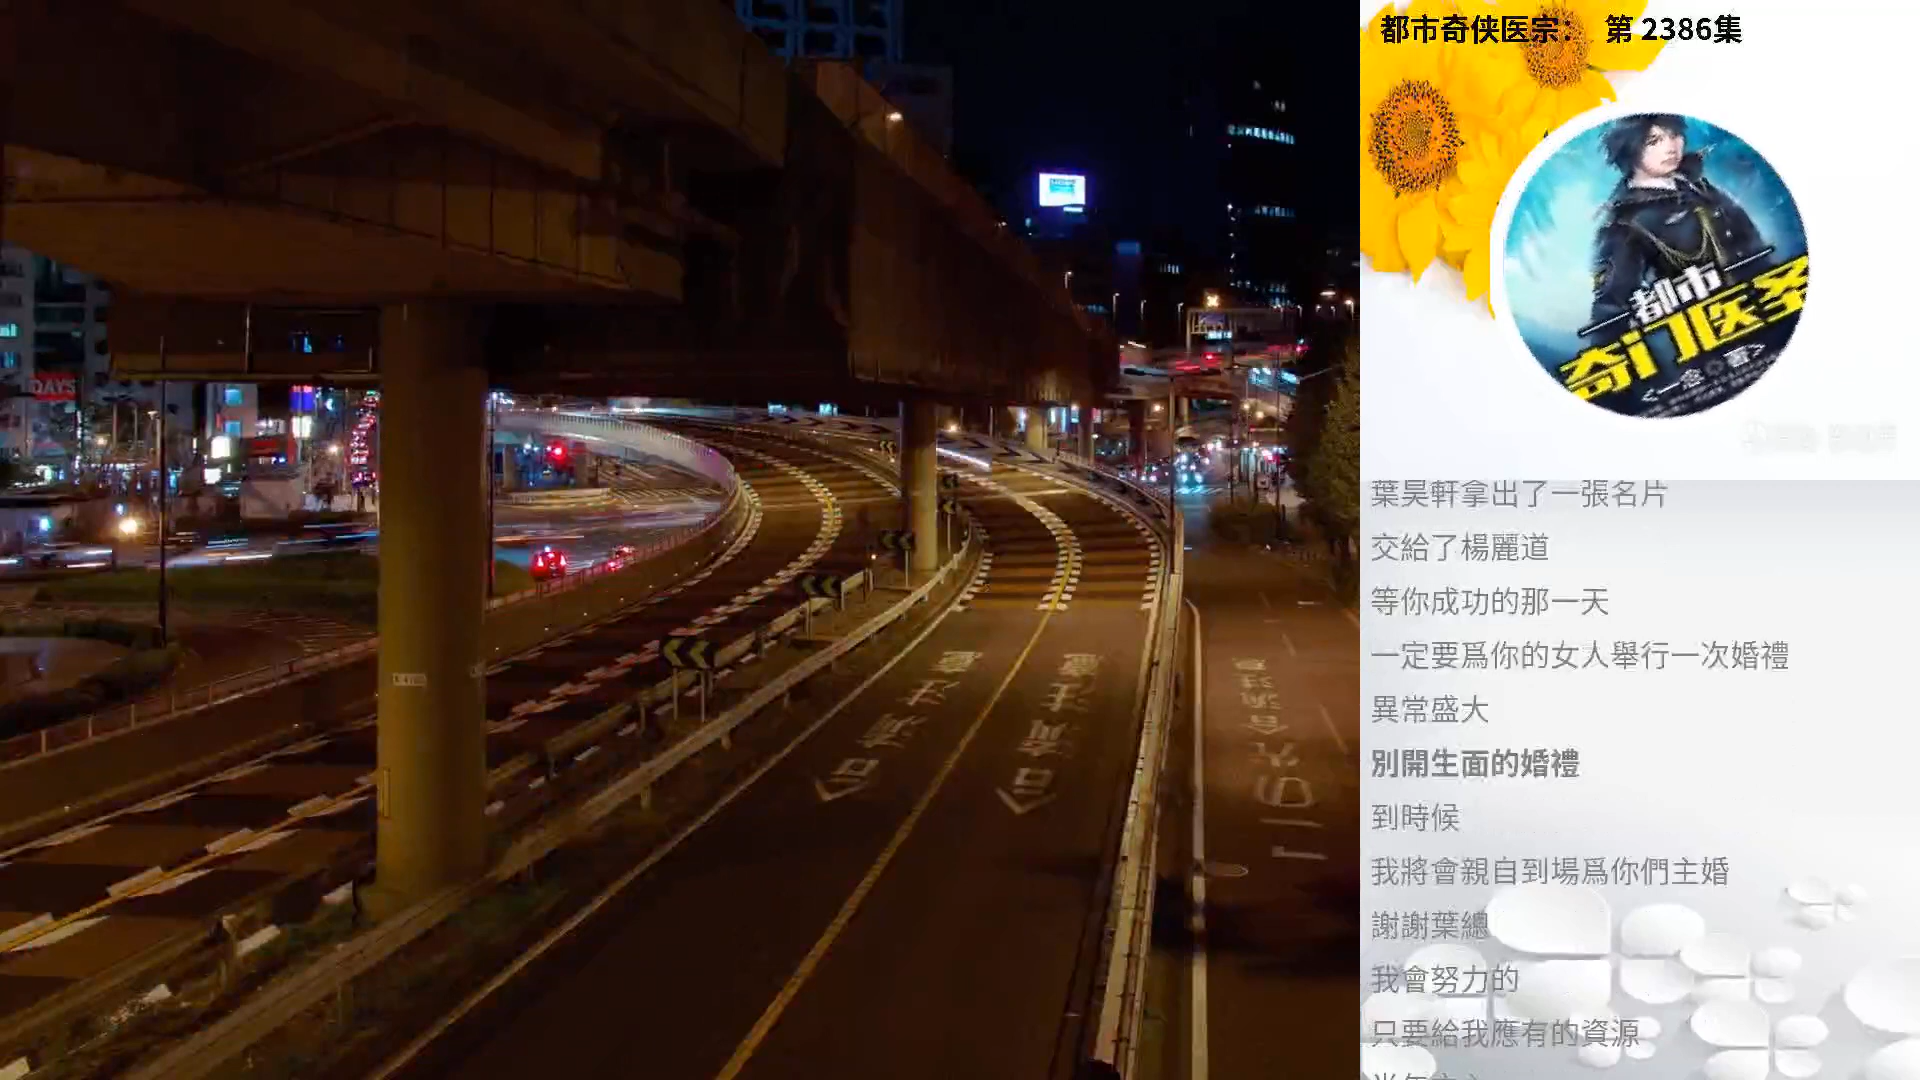 都市奇侠医宗： 第 2386集
都市
奇门医圣
DAYS
葉昊軒拿出了一張名片
交給了楊麗道
等你成功的那一天
一定要爲你的女人舉行一次婚禮
異常盛大
別開生面的婚禮
到時候
我將會親自到場爲你們主婚
謝謝葉總
我會努力的
只要給我應有的資源